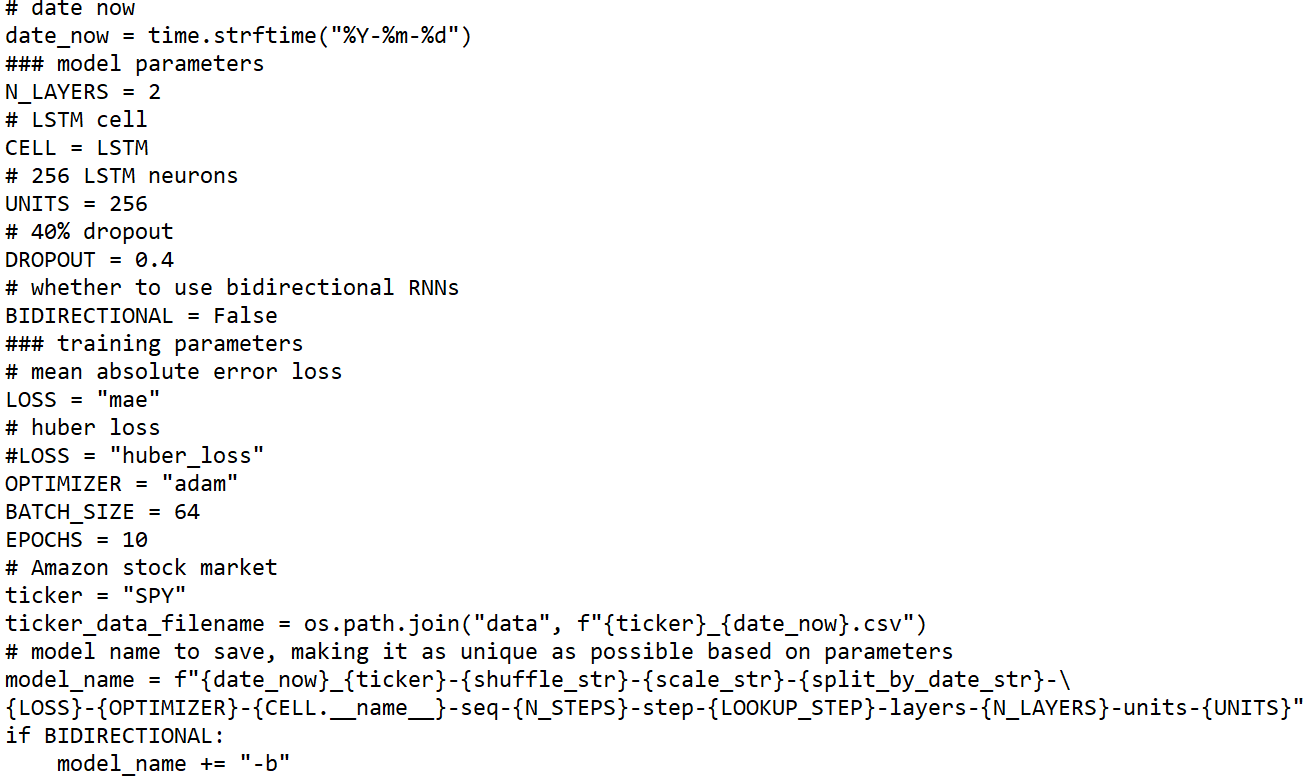 # date now
date_now = time.strftime("%Y-%m-%d")
### model parameters
N_LAYERS = 2
# LSTM cell
CELL = LSTM
# 256 LSTM neurons
UNITS = 256
# 40% dropout
DROPOUT = 0.4
# whether to use bidirectional RNNs
BIDIRECTIONAL = False
### training parameters
# mean absolute error loss
LOSS = "mae"
# huber loss
#LOSS = "huber_loss"
OPTIMIZER = "adam"
BATCH_SIZE = 64
EPOCHS = 10
# Amazon stock market
ticker = "SPY"
ticker_data_filename = os.path.join("data", f"{ticker}_{date_now}.csv")
# model name to save, making it as unique as possible based on parameters
model_name = f"{date_now}_{ticker}-{shuffle_str}-{scale_str}-{split_by_date_str}-\
{LOSS}-{OPTIMIZER}-{CELL.__name__}-seq-{N_STEPS}-step-{LOOKUP_STEP}-layers-{N_LAYERS}-units-{UNITS}"
if BIDIRECTIONAL:
    model_name += "-b"